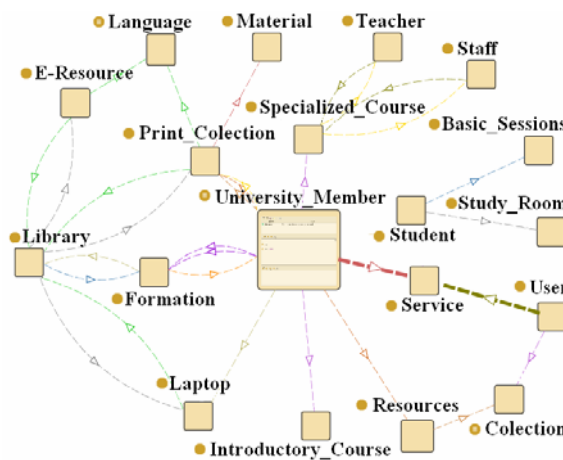 Language
Material
Teacher
Staff
E-Resource
Specialized_Course
Print_Colection
Basic_Sessions
University_Member
Study_Room
Library
Student
Formation
Service
User
Laptop
Resources
Colection
Introductory_Course